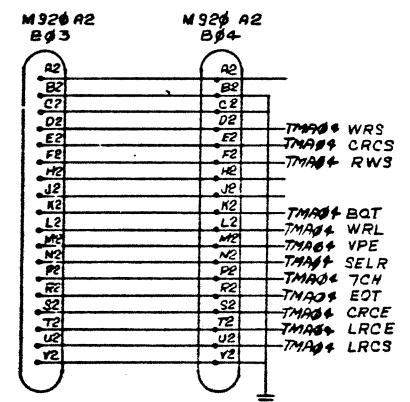 M920 A2 M920 A2
B03 B04
A2 A2
B2 B2
C2 C2
D2 D2 TMA04 WRS
E2 E2 TMA04 CRCS
F2 F2 TMA04 RWS
H2 H2
J2 J2
K2 K2 TMA04 BOT
L2 L2 TMA04 WRL
M2 M2 TMA04 VPE
N2 N2 TMA04 SELR
P2 P2 TMA04 7CH
R2 R2 TMA04 EOT
S2 S2 TMA04 CRCE
T2 T2 TMA04 LRCE
U2 U2 TMA04 LRCS
V2 V2